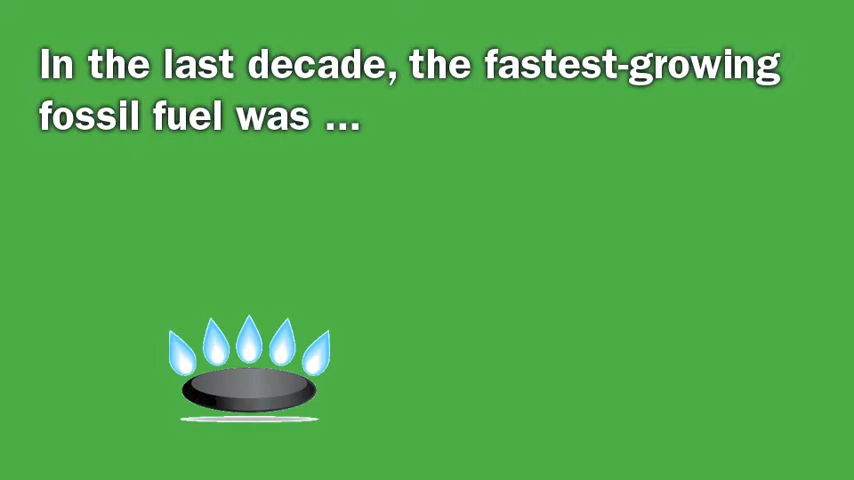 In the last decade, the fastest-growing
fossil fuel was ...